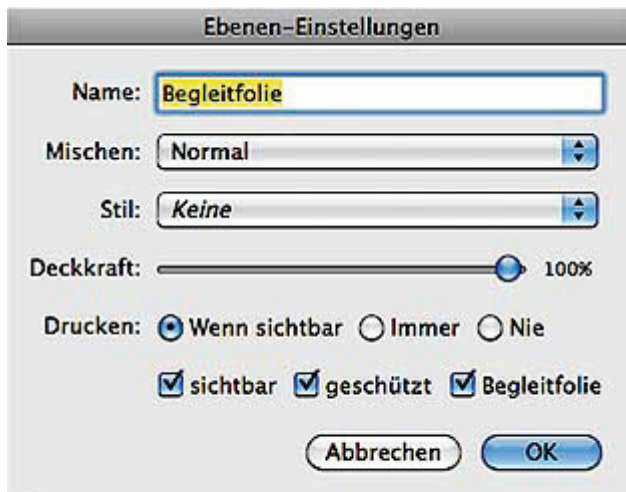 Ebenen-Einstellungen
Name: Begleitfolie
Mischen: Normal
Stil: Keine
Deckkraft: 100%
Drucken: Wenn sichtbar Immer Nie
sichtbar geschützt Begleitfolie
Abbrechen OK